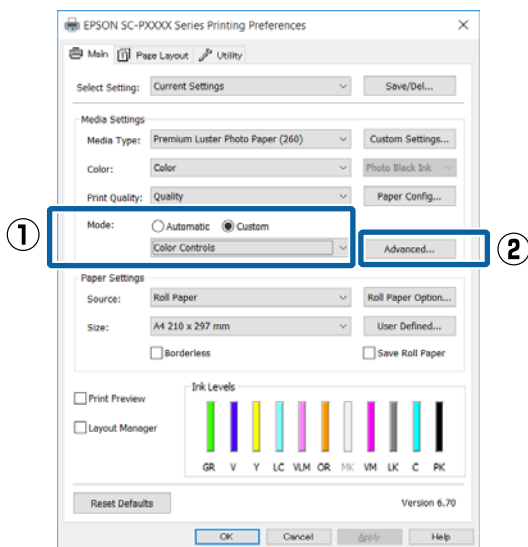 EPSON SC-PXXXX Series Printing Preferences
Main Page Layout Utility
Select Setting: Current Settings Save/Del...
Media Settings
Media Type: Premium Luster Photo Paper (260) Custom Settings...
Color: Color Photo Black Ink
Print Quality: Quality Paper Config...
① Mode: Automatic Custom
Color Controls Advanced... ②
Paper Settings
Source: Roll Paper Roll Paper Option...
Size: A4 210 x 297 mm User Defined...
Borderless Save Roll Paper
Print Preview
Layout Manager
Ink Levels
GR V Y LC VLM OR MK VM LK C PK
Reset Defaults Version 6.70
OK Cancel Apply Help